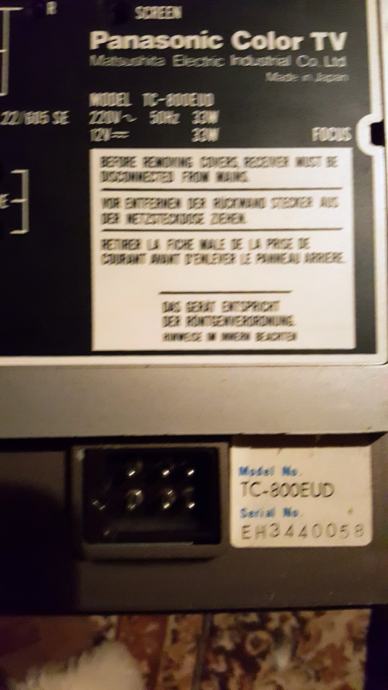 R
SCREEN
Panasonic Color TV
Matsushita Electric Industrial Co. Ltd
Made in Japan
MODEL TC-800EUD
220V~ 50Hz 33W
12V⎓ 33W
FOCUS
22/605 SE
BEFORE REMOVING COVERS, RECEIVER MUST BE
DISCONNECTED FROM MAINS.
VOR ENTFERNEN DER RÜCKWAND STECKER AUS
DER NETZSTECKDOSE ZIEHEN.
RETIRER LA FICHE MALE DE LA PRISE DE
COURANT AVANT D'ENLEVER LE PANNEAU ARRIERE.
DAS GERÄT ENTSPRICHT
DER RÖNTGENVERORDNUNG.
HINWEISE IM INNERN BEACHTEN
Model No.
TC-800EUD
Serial No.
EH3440058